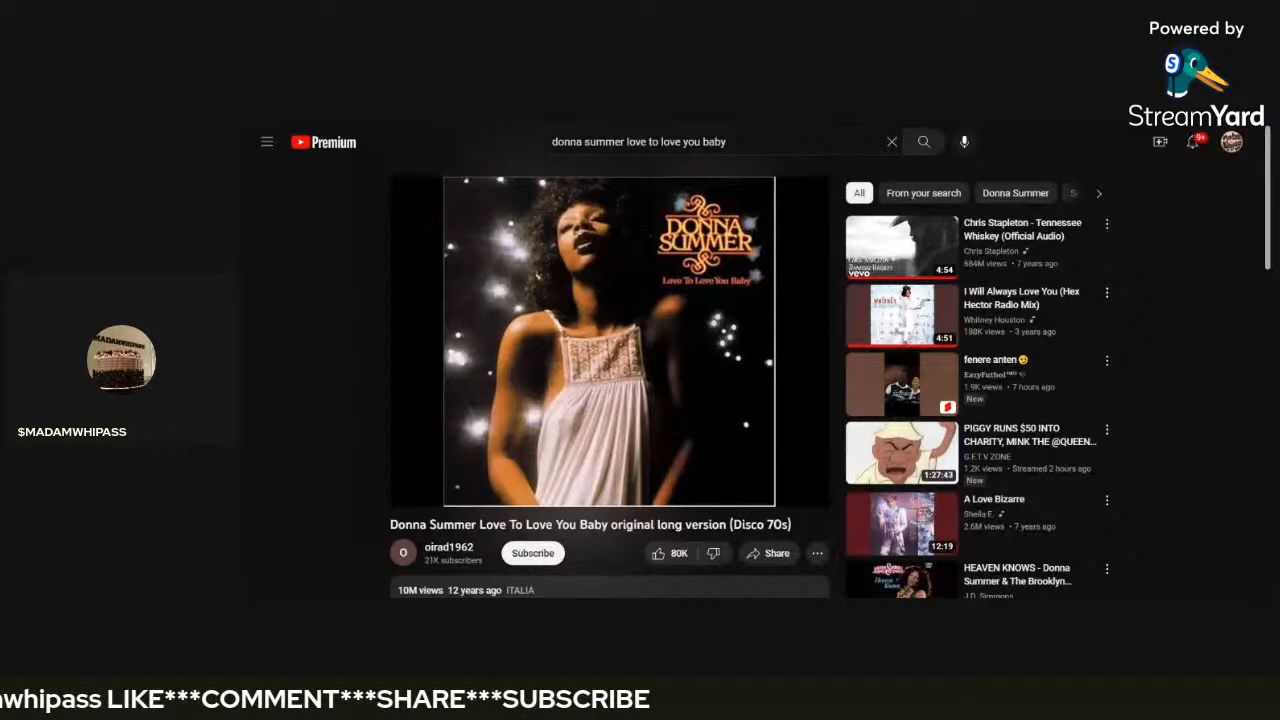 Powered by
StreamYard
Premium
donna summer love to love you baby
9+
All
From your search
Donna Summer
S
DONNA
SUMMER
Love To Love You Baby
Chris Stapleton - Tennessee
Whiskey (Official Audio)
Chris Stapleton
684M views • 7 years ago
vevo
4:54
I Will Always Love You (Hex
Hector Radio Mix)
Whitney Houston
188K views • 3 years ago
4:51
fenere anten
1.9K views • 7 hours ago
New
PIGGY RUNS $50 INTO
CHARITY, MINK THE @QUEEN...
G.F.T.V ZONE
1.2K views • Streamed 2 hours ago
New
1:27:43
A Love Bizarre
Sheila E.
2.6M views • 7 years ago
12:19
HEAVEN KNOWS - Donna
Summer & The Brooklyn...
J.D. Simmons
MADAMWHIPASS
$MADAMWHIPASS
Donna Summer Love To Love You Baby original long version (Disco 70s)
O
oirad1962
21K subscribers
Subscribe
80K
Share
10M views 12 years ago ITALIA
whipass LIKE***COMMENT***SHARE***SUBSCRIBE